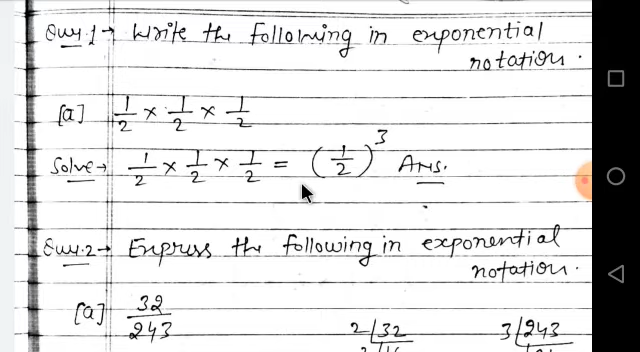 Que.1→ Write the following in exponential
notation.
[a] 1/2 × 1/2 × 1/2
Solve→ 1/2 × 1/2 × 1/2 = (1/2)^3 Ans.
Que.2→ Express the following in exponential
notation.
[a] 32/243 2|32 3|243